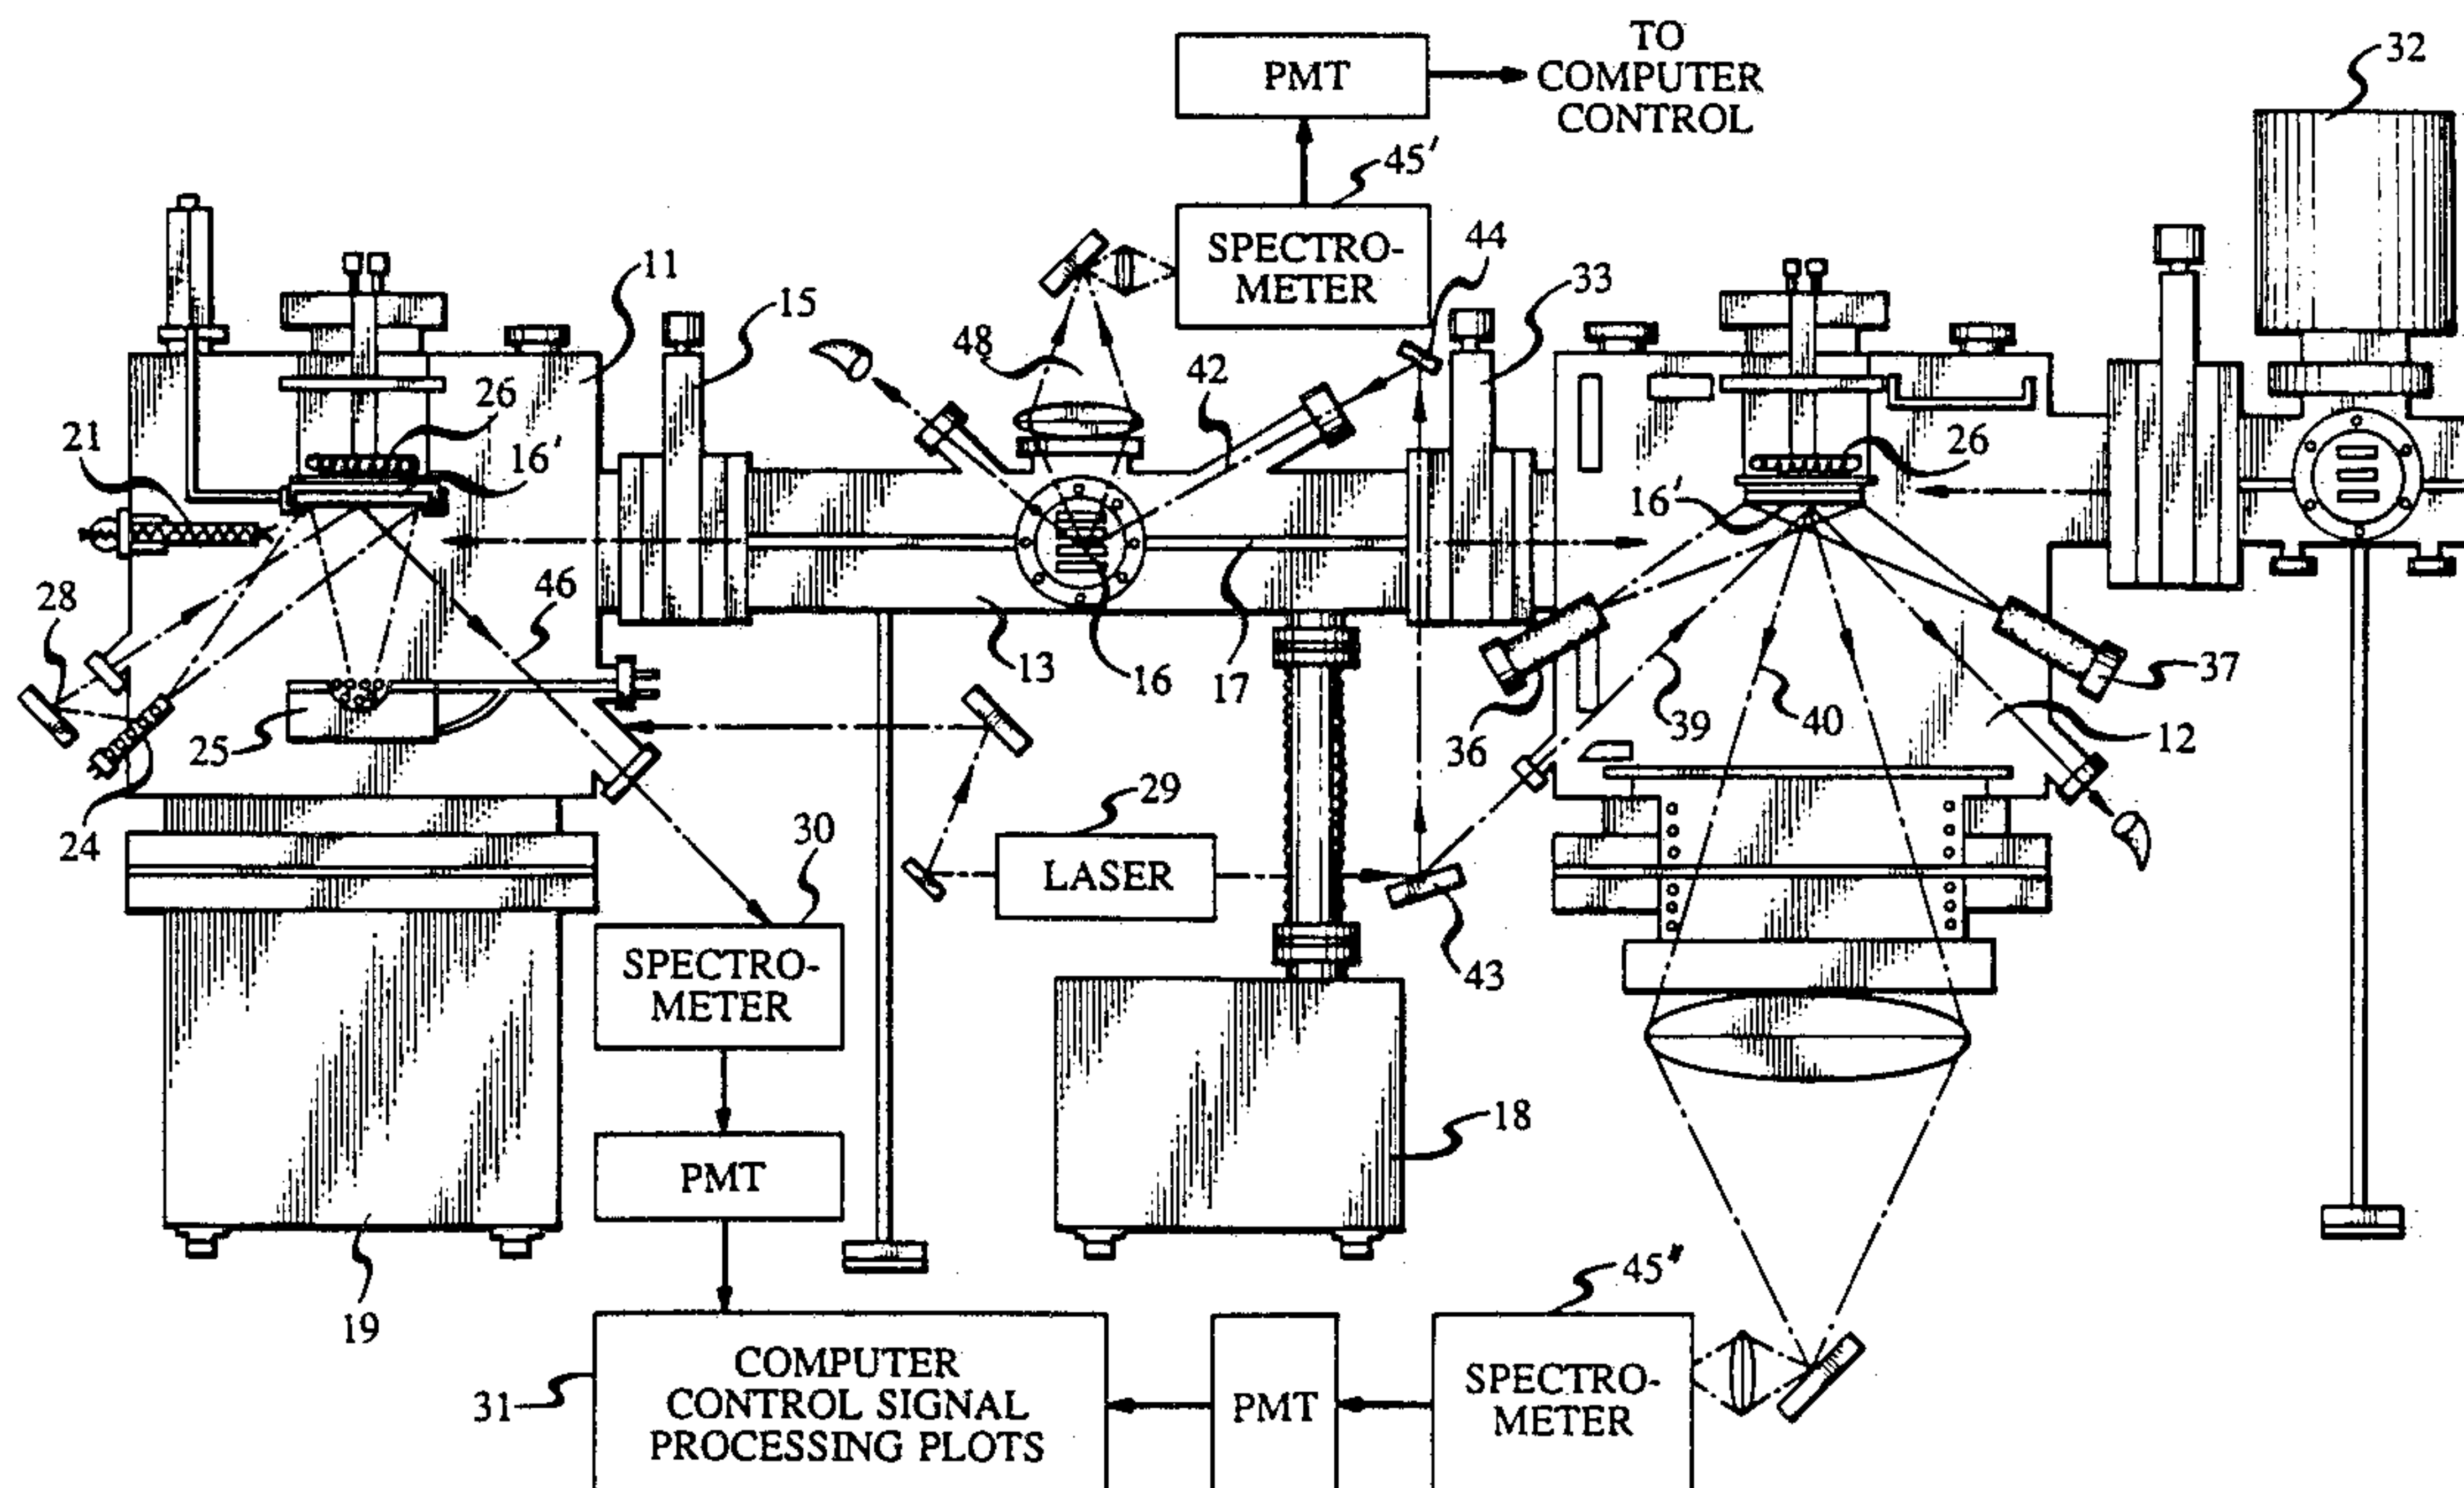 TO
PMT
COMPUTER
CONTROL
32
45′
SPECTRO-
METER
44
11
15
33
48
26
42
16′
26
21
16′
28
46
13
16
17
36
39
40
12
37
25
24
30
29
LASER
43
SPECTRO-
METER
PMT
18
19
45″
31
COMPUTER
CONTROL SIGNAL
PROCESSING PLOTS
PMT
SPECTRO-
METER